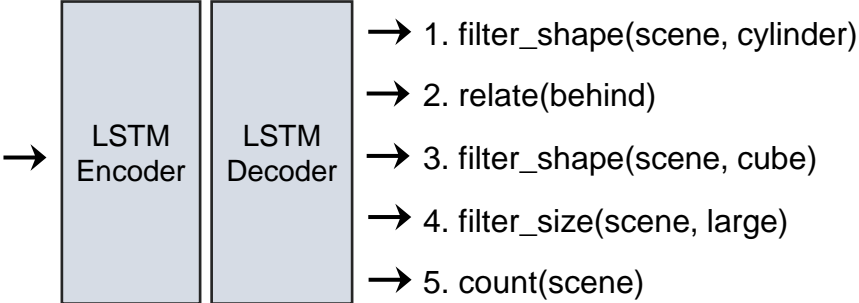 LSTM
Encoder
LSTM
Decoder
1. filter_shape(scene, cylinder)
2. relate(behind)
3. filter_shape(scene, cube)
4. filter_size(scene, large)
5. count(scene)